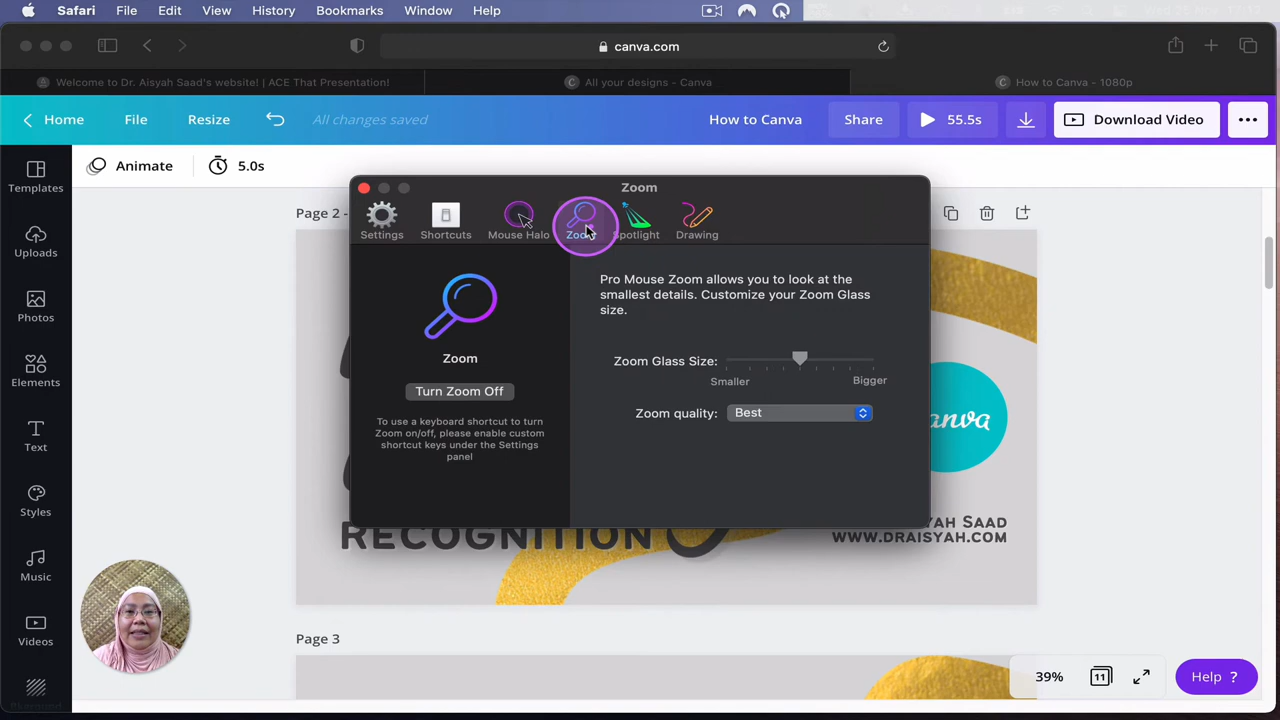 Safari File Edit View History Bookmarks Window Help
canva.com
Welcome to Dr. Aisyah Saad's website! | ACE That Presentation!
All your designs - Canva
How to Canva - 1080p
Home File Resize All changes saved How to Canva Share 55.5s Download Video
Animate 5.0s
Templates
Uploads
Photos
Elements
Text
Styles
Music
Videos
Page 2 -
Zoom
Settings Shortcuts Mouse Halo Zoom Spotlight Drawing
Zoom
Turn Zoom Off
To use a keyboard shortcut to turn
Zoom on/off, please enable custom
shortcut keys under the Settings
panel
Pro Mouse Zoom allows you to look at the
smallest details. Customize your Zoom Glass
size.
Zoom Glass Size:
Smaller Bigger
Zoom quality: Best
Canva
RECOGNITION
YAH SAAD
WWW.DRAISYAH.COM
Page 3
39% 11 Help ?